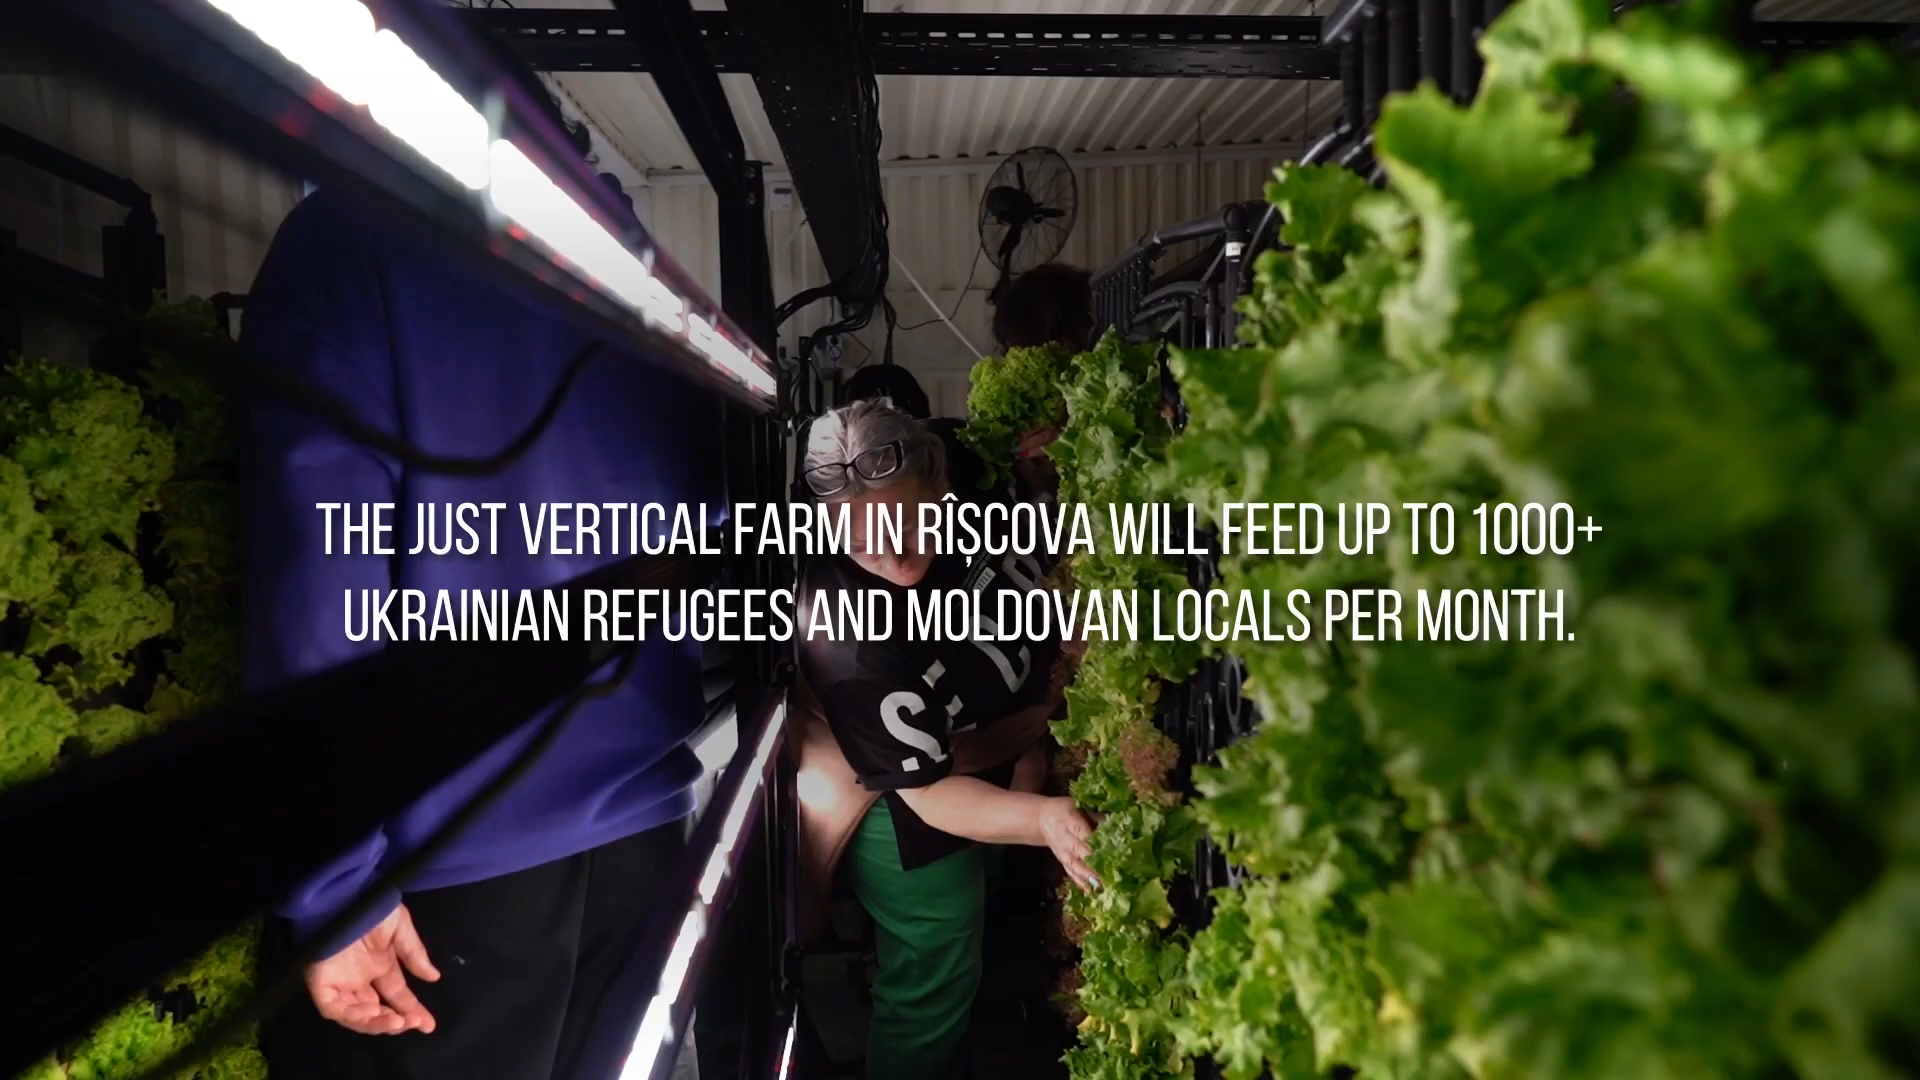 THE JUST VERTICAL FARM IN RÎȘCOVA WILL FEED UP TO 1000+
UKRAINIAN REFUGEES AND MOLDOVAN LOCALS PER MONTH.